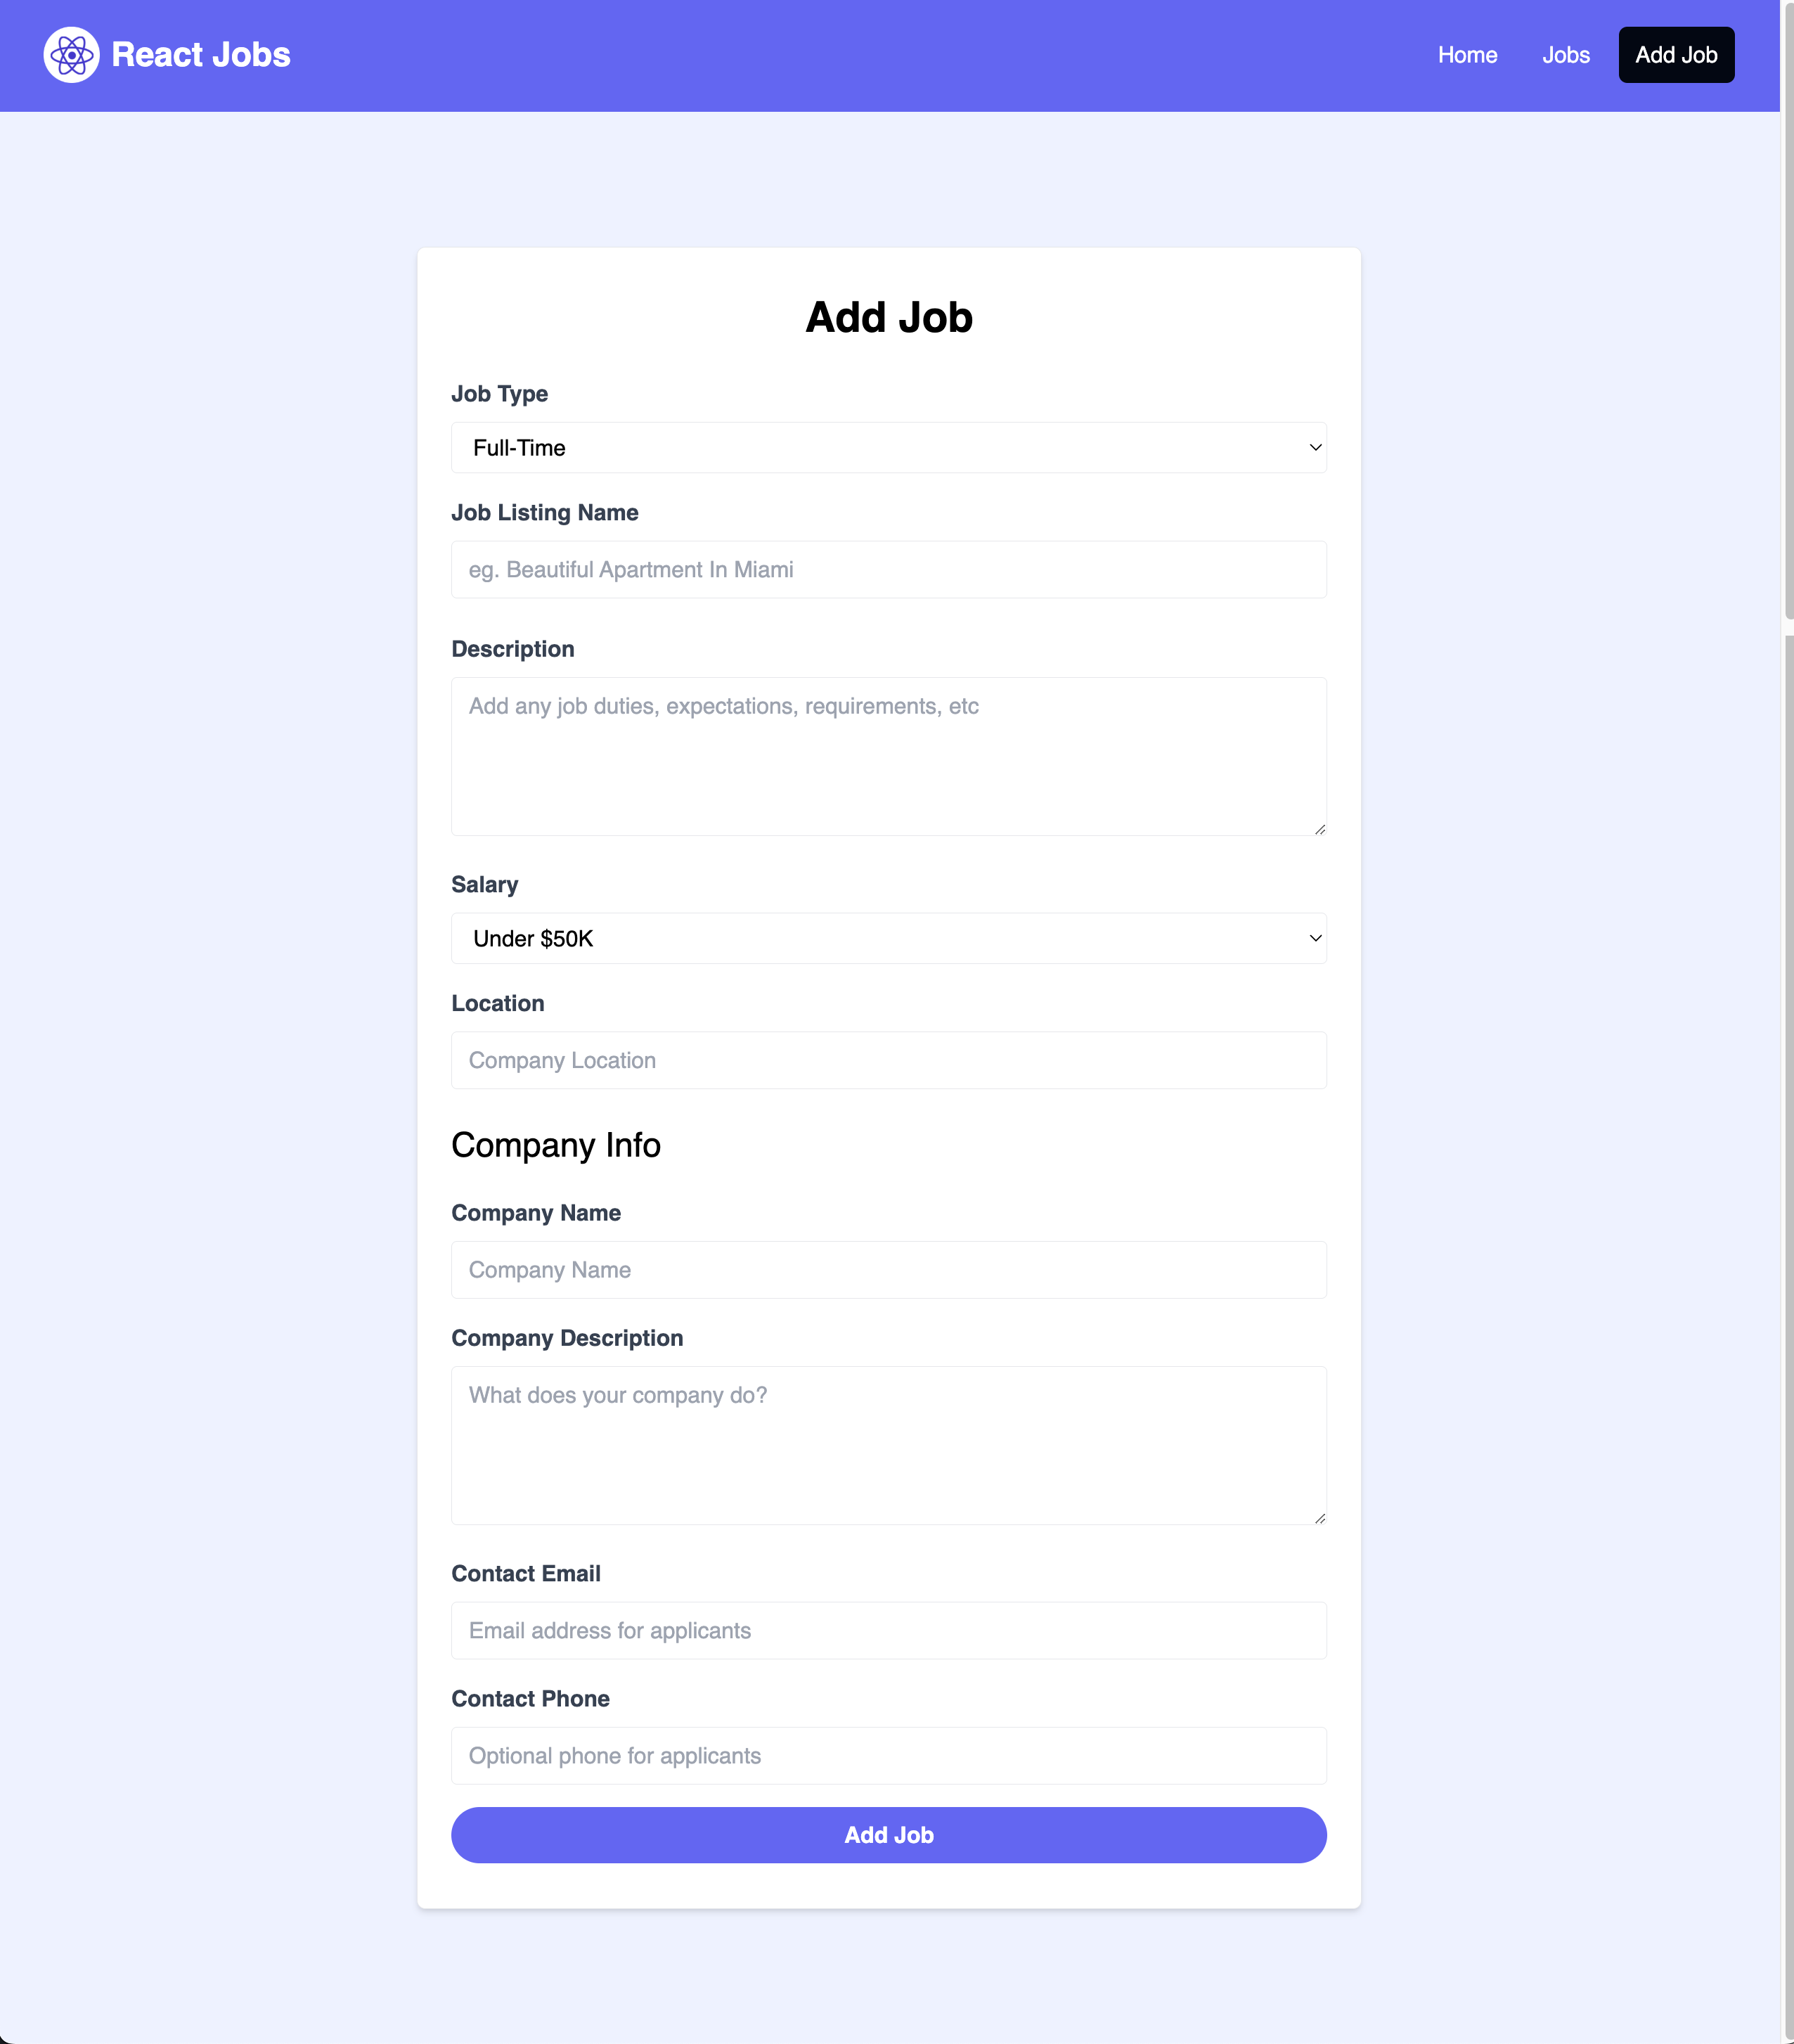 React Jobs
Home Jobs Add Job
Add Job
Job Type
Full-Time
Job Listing Name
eg. Beautiful Apartment In Miami
Description
Add any job duties, expectations, requirements, etc
Salary
Under $50K
Location
Company Location
Company Info
Company Name
Company Name
Company Description
What does your company do?
Contact Email
Email address for applicants
Contact Phone
Optional phone for applicants
Add Job